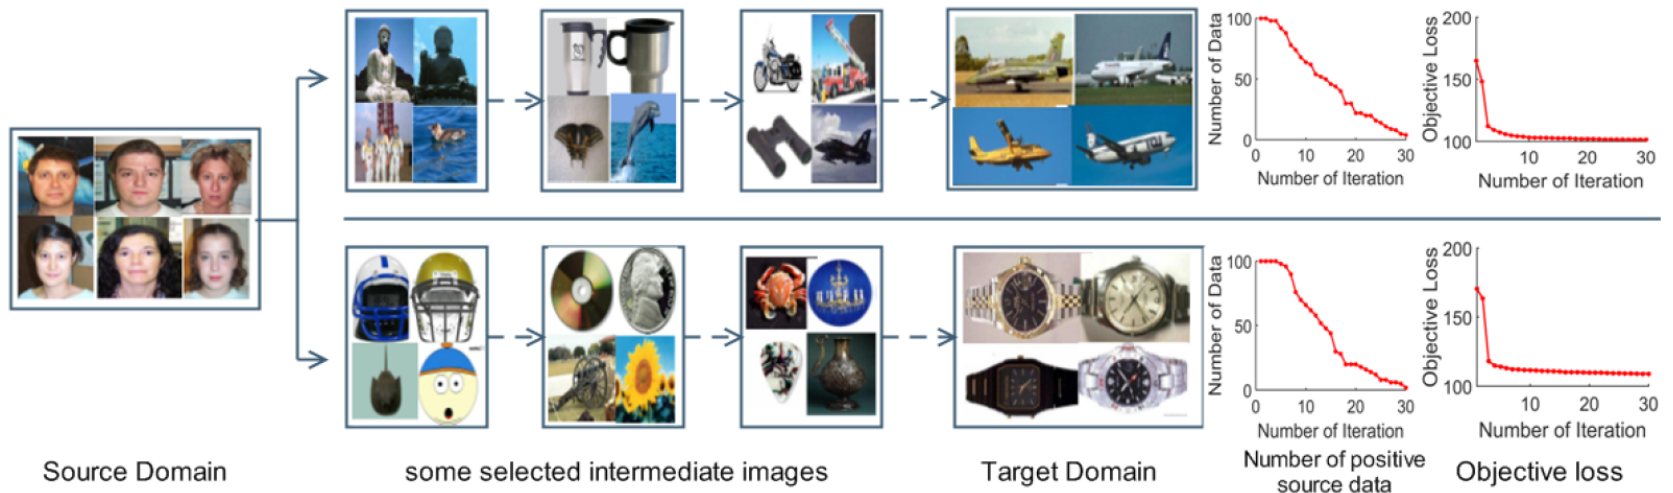 Number of Data
100
50
0
0 10 20 30
Number of Iteration
Objective Loss
200
150
100
10 20 30
Number of Iteration
Number of Data
100
50
0
0 10 20 30
Number of Iteration
Objective Loss
200
150
100
10 20 30
Number of Iteration
Source Domain
some selected intermediate images
Target Domain
Number of positive
source data
Objective loss